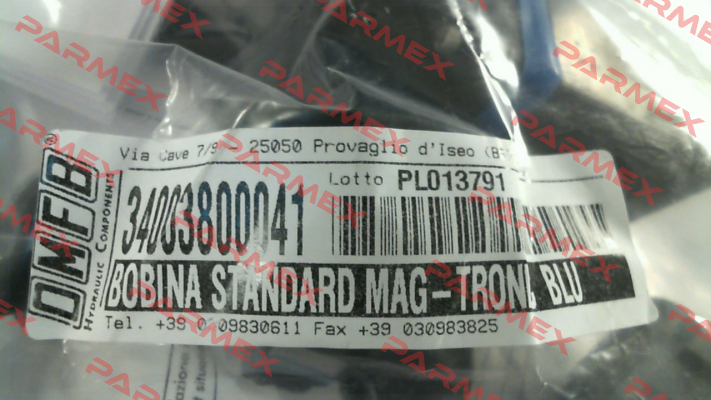 OMFB®
HYDRAULIC COMPONENTS
Via Cave 7/9 - 25050 Provaglio d'Iseo
34003800041
Lotto PL013791
BOBINA STANDARD MAG-TRONI. BLU
Tel. +39 0309830611 Fax +39 030983825
PARMEX